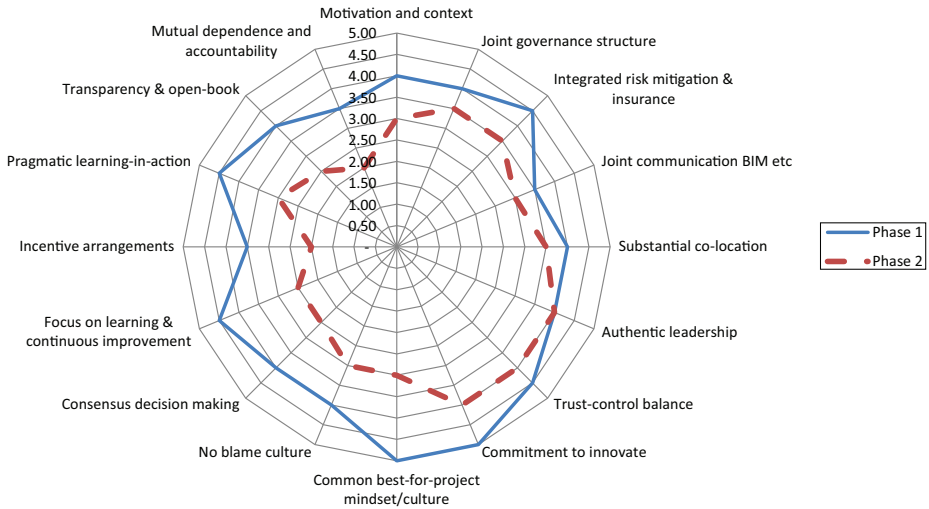 Motivation and context
Mutual dependence and
accountability
Joint governance structure
Transparency & open-book
Integrated risk mitigation &
insurance
Pragmatic learning-in-action
Joint communication BIM etc
Incentive arrangements
Substantial co-location
Focus on learning &
continuous improvement
Authentic leadership
Consensus decision making
Trust-control balance
No blame culture
Commitment to innovate
Common best-for-project
mindset/culture
5.00
4.50
4.00
3.50
3.00
2.50
2.00
1.50
1.00
0.50
-
Phase 1
Phase 2